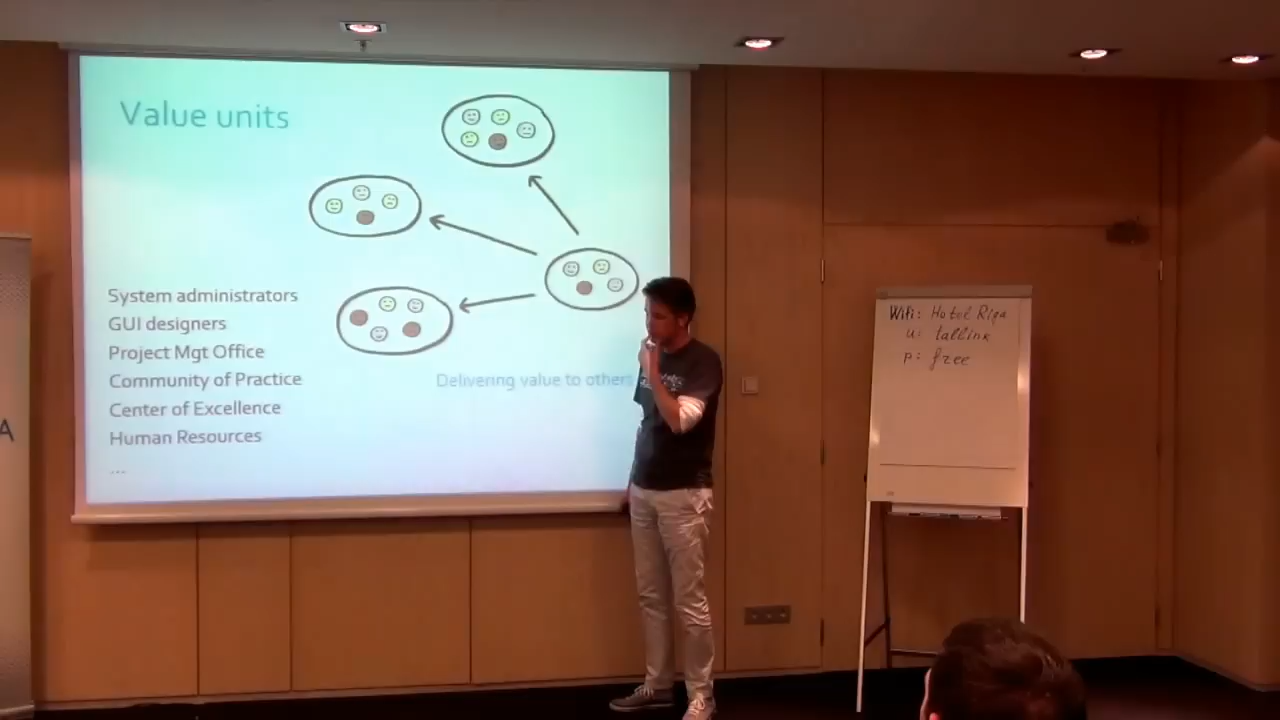 Value units
System administrators
GUI designers
Project Mgt Office
Community of Practice
Center of Excellence
Human Resources
...
Delivering value to others
Wifi: Hotel Riga
u: tallink
p: free
A